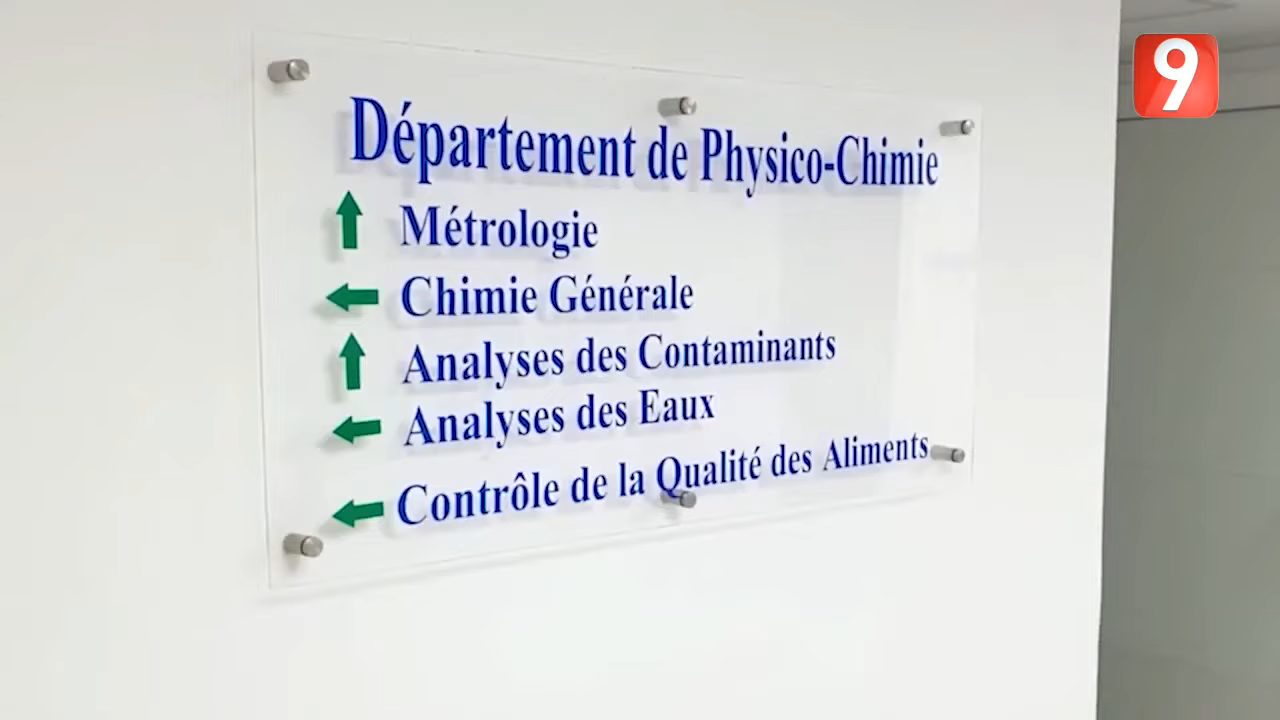 9
Département de Physico-Chimie
Métrologie
Chimie Générale
Analyses des Contaminants
Analyses des Eaux
Contrôle de la Qualité des Aliments